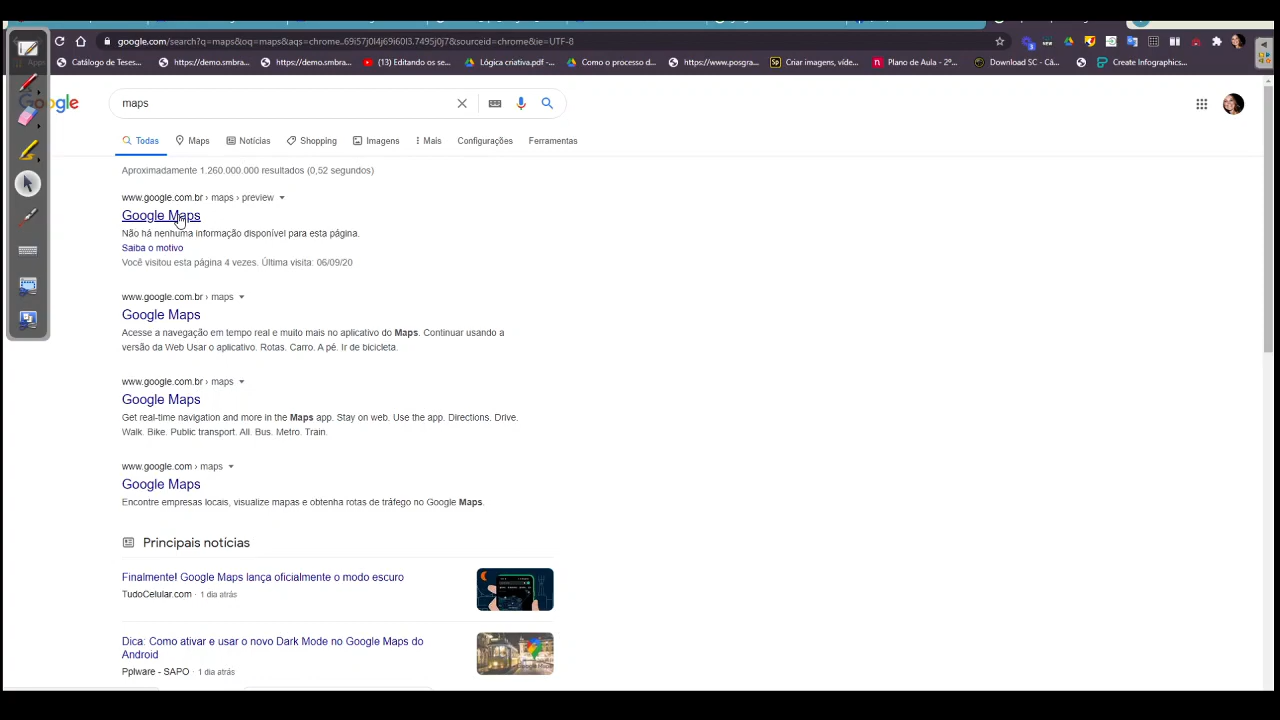 google.com/search?q=maps&oq=maps&aqs=chrome..69i57j0l4j69i60l3.7495j0j7&sourceid=chrome&ie=UTF-8
Apps
Catálogo de Teses... https://demo.smbra... https://demo.smbra... (13) Editando os se... Lógica criativa.pdf -... Como o processo d... https://www.posgra... Criar imagens, víde... Plano de Aula - 2º... Download SC - Câ... Create Infographics...
Google
maps
Todas Maps Notícias Shopping Imagens Mais Configurações Ferramentas
Aproximadamente 1.260.000.000 resultados (0,52 segundos)
www.google.com.br › maps › preview
Google Maps
Não há nenhuma informação disponível para esta página.
Saiba o motivo
Você visitou esta página 4 vezes. Última visita: 06/09/20
www.google.com.br › maps
Google Maps
Acesse a navegação em tempo real e muito mais no aplicativo do Maps. Continuar usando a
versão da Web Usar o aplicativo. Rotas. Carro. A pé. Ir de bicicleta.
www.google.com.br › maps
Google Maps
Get real-time navigation and more in the Maps app. Stay on web. Use the app. Directions. Drive.
Walk. Bike. Public transport. All. Bus. Metro. Train.
www.google.com › maps
Google Maps
Encontre empresas locais, visualize mapas e obtenha rotas de tráfego no Google Maps.
Principais notícias
Finalmente! Google Maps lança oficialmente o modo escuro
TudoCelular.com · 1 dia atrás
Dica: Como ativar e usar o novo Dark Mode no Google Maps do
Android
Pplware - SAPO · 1 dia atrás